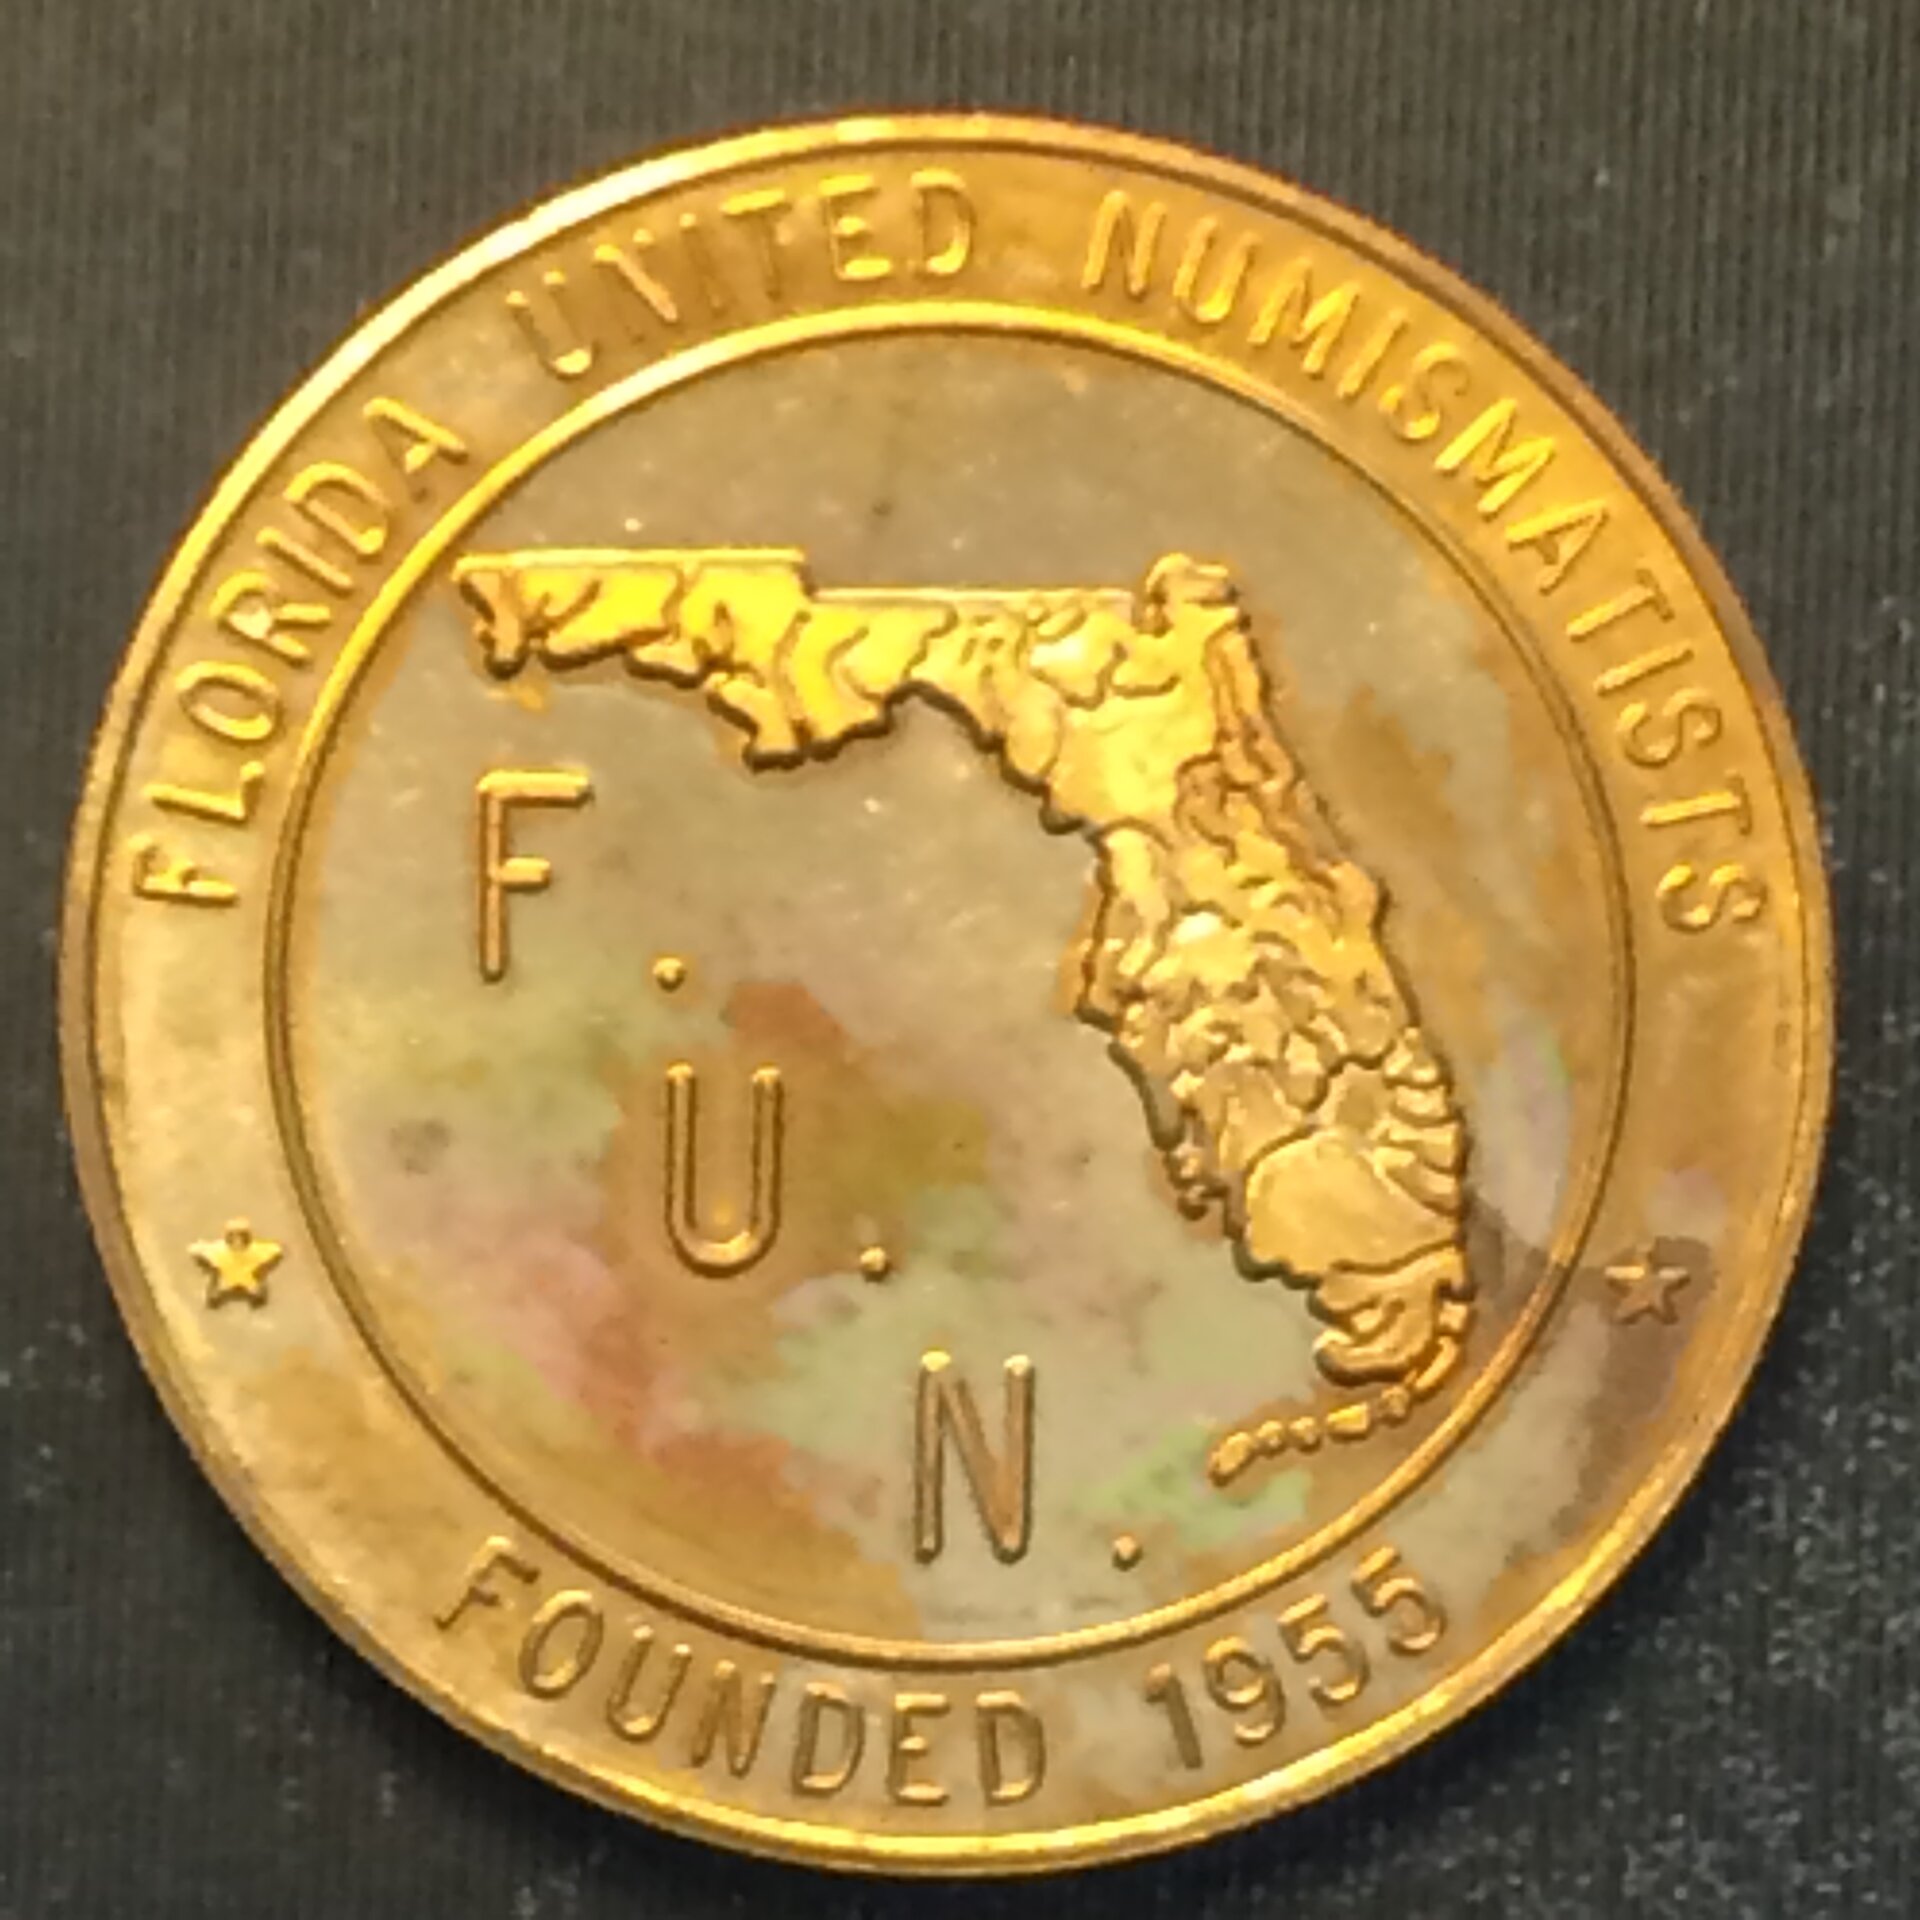 FLORIDA UNITED NUMISMATISTS
F.
U.
N.
FOUNDED 1955